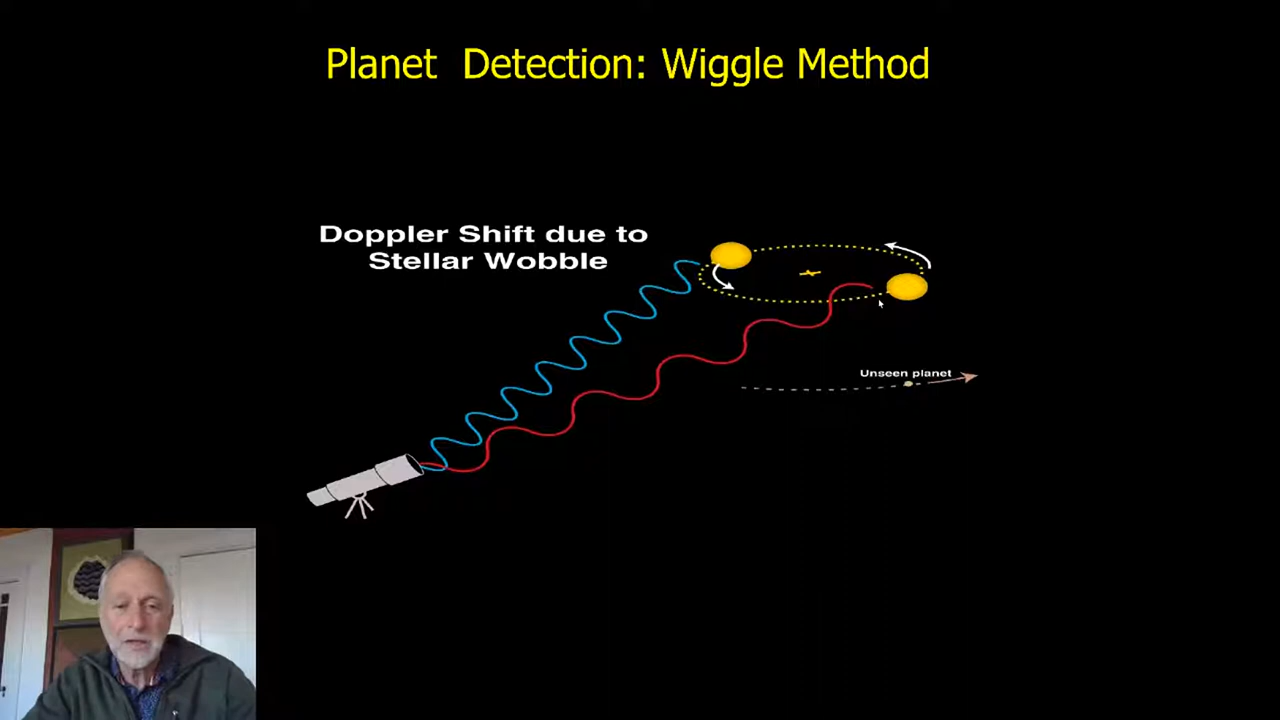 Planet  Detection: Wiggle Method
Doppler Shift due to
Stellar Wobble
Unseen planet